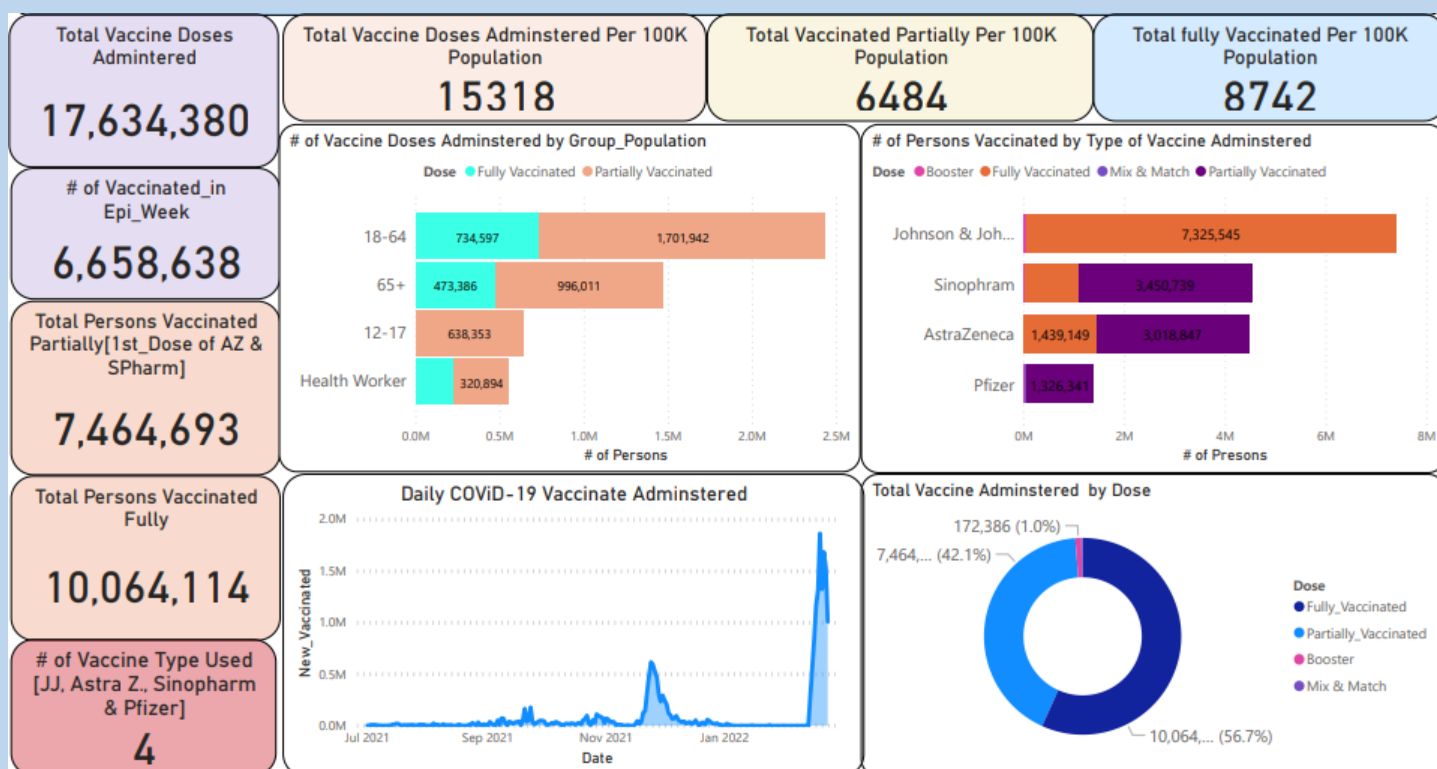 Total Vaccine Doses
Admintered
17,634,380
Total Vaccine Doses Adminstered Per 100K
Population
15318
Total Vaccinated Partially Per 100K
Population
6484
Total fully Vaccinated Per 100K
Population
8742
# of Vaccinated_in
Epi_Week
6,658,638
Total Persons Vaccinated
Partially[1st_Dose of AZ &
SPharm]
7,464,693
Total Persons Vaccinated
Fully
10,064,114
# of Vaccine Type Used
[JJ, Astra Z., Sinopharm
& Pfizer]
4
# of Vaccine Doses Adminstered by Group_Population
Dose Fully Vaccinated Partially Vaccinated
18-64 734,597 1,701,942
65+ 473,386 996,011
12-17 638,353
Health Worker 320,894
0.0M 0.5M 1.0M 1.5M 2.0M 2.5M
# of Persons
# of Persons Vaccinated by Type of Vaccine Adminstered
Dose Booster Fully Vaccinated Mix & Match Partially Vaccinated
Johnson & Joh... 7,325,545
Sinophram 3,450,739
AstraZeneca 1,439,149 3,018,847
Pfizer 1,326,341
0M 2M 4M 6M 8M
# of Presons
Daily COViD-19 Vaccinate Adminstered
New_Vaccinated
2.0M
1.5M
1.0M
0.5M
0.0M
Jul 2021 Sep 2021 Nov 2021 Jan 2022
Date
Total Vaccine Adminstered by Dose
172,386 (1.0%)
7,464,... (42.1%)
10,064,... (56.7%)
Dose
Fully_Vaccinated
Partially_Vaccinated
Booster
Mix & Match